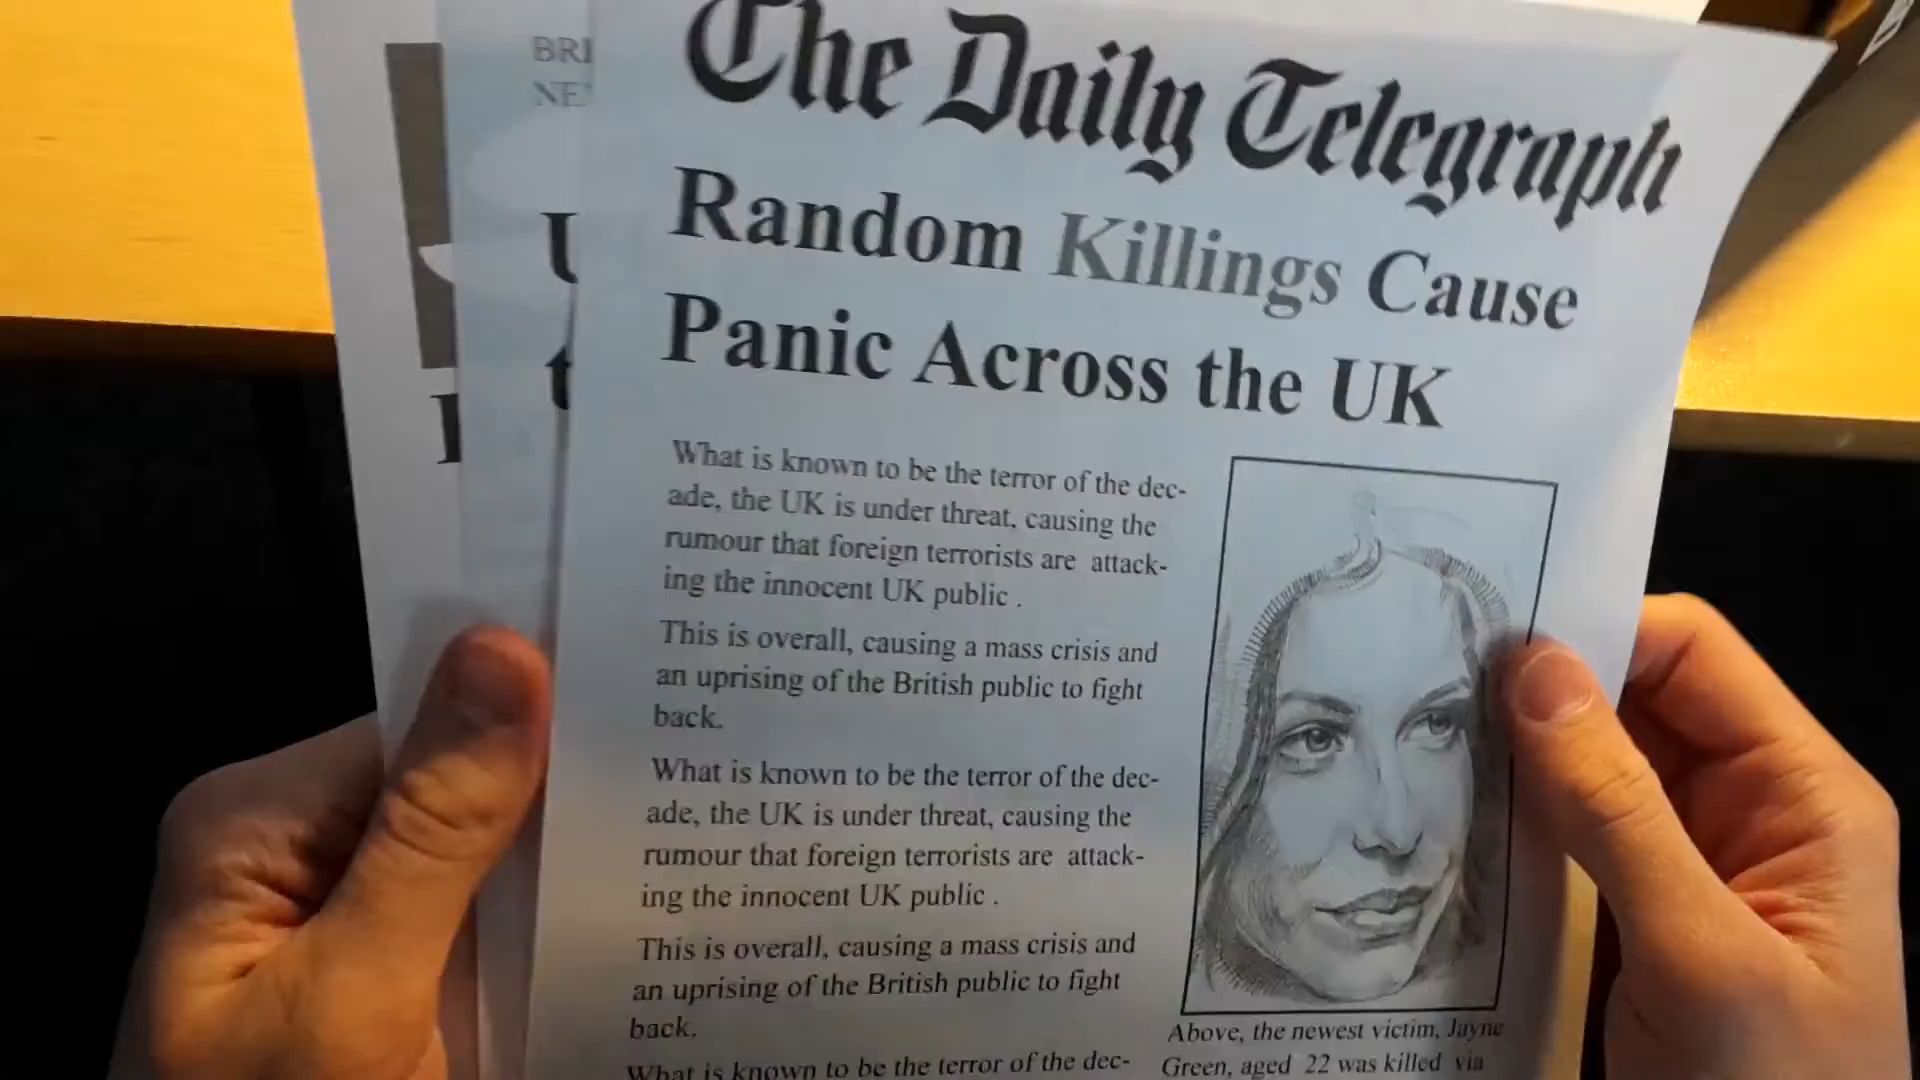 BRI
The Daily Telegraph
Random Killings Cause
Panic Across the UK
What is known to be the terror of the dec-
ade, the UK is under threat, causing the
rumour that foreign terrorists are attack-
ing the innocent UK public .
This is overall, causing a mass crisis and
an uprising of the British public to fight
back.
What is known to be the terror of the dec-
ade, the UK is under threat, causing the
rumour that foreign terrorists are attack-
ing the innocent UK public .
This is overall, causing a mass crisis and
an uprising of the British public to fight
back.
What is known to be the terror of the dec-
Above, the newest victim, Jayne
Green, aged 22 was killed via